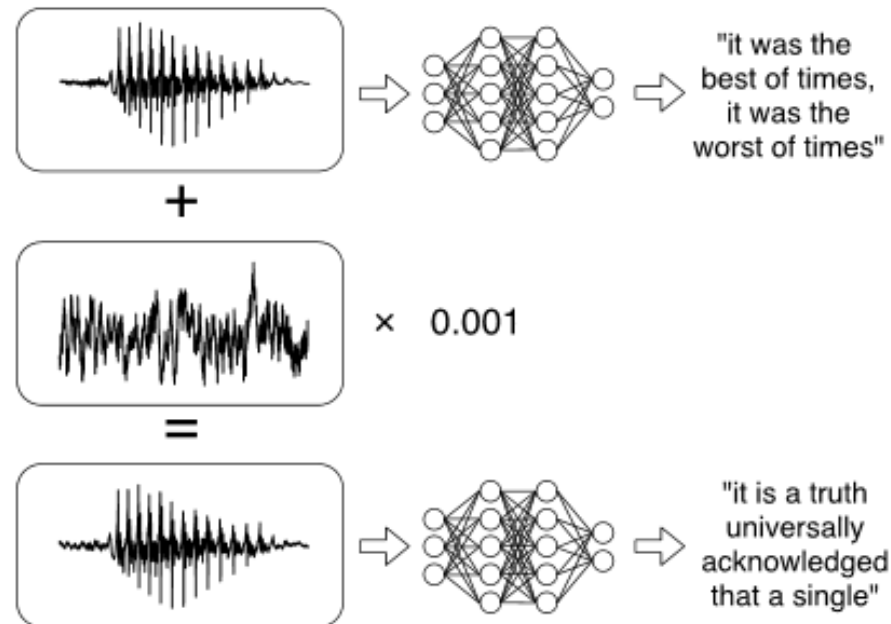 "it was the
best of times,
it was the
worst of times"
+
× 0.001
=
"it is a truth
universally
acknowledged
that a single"